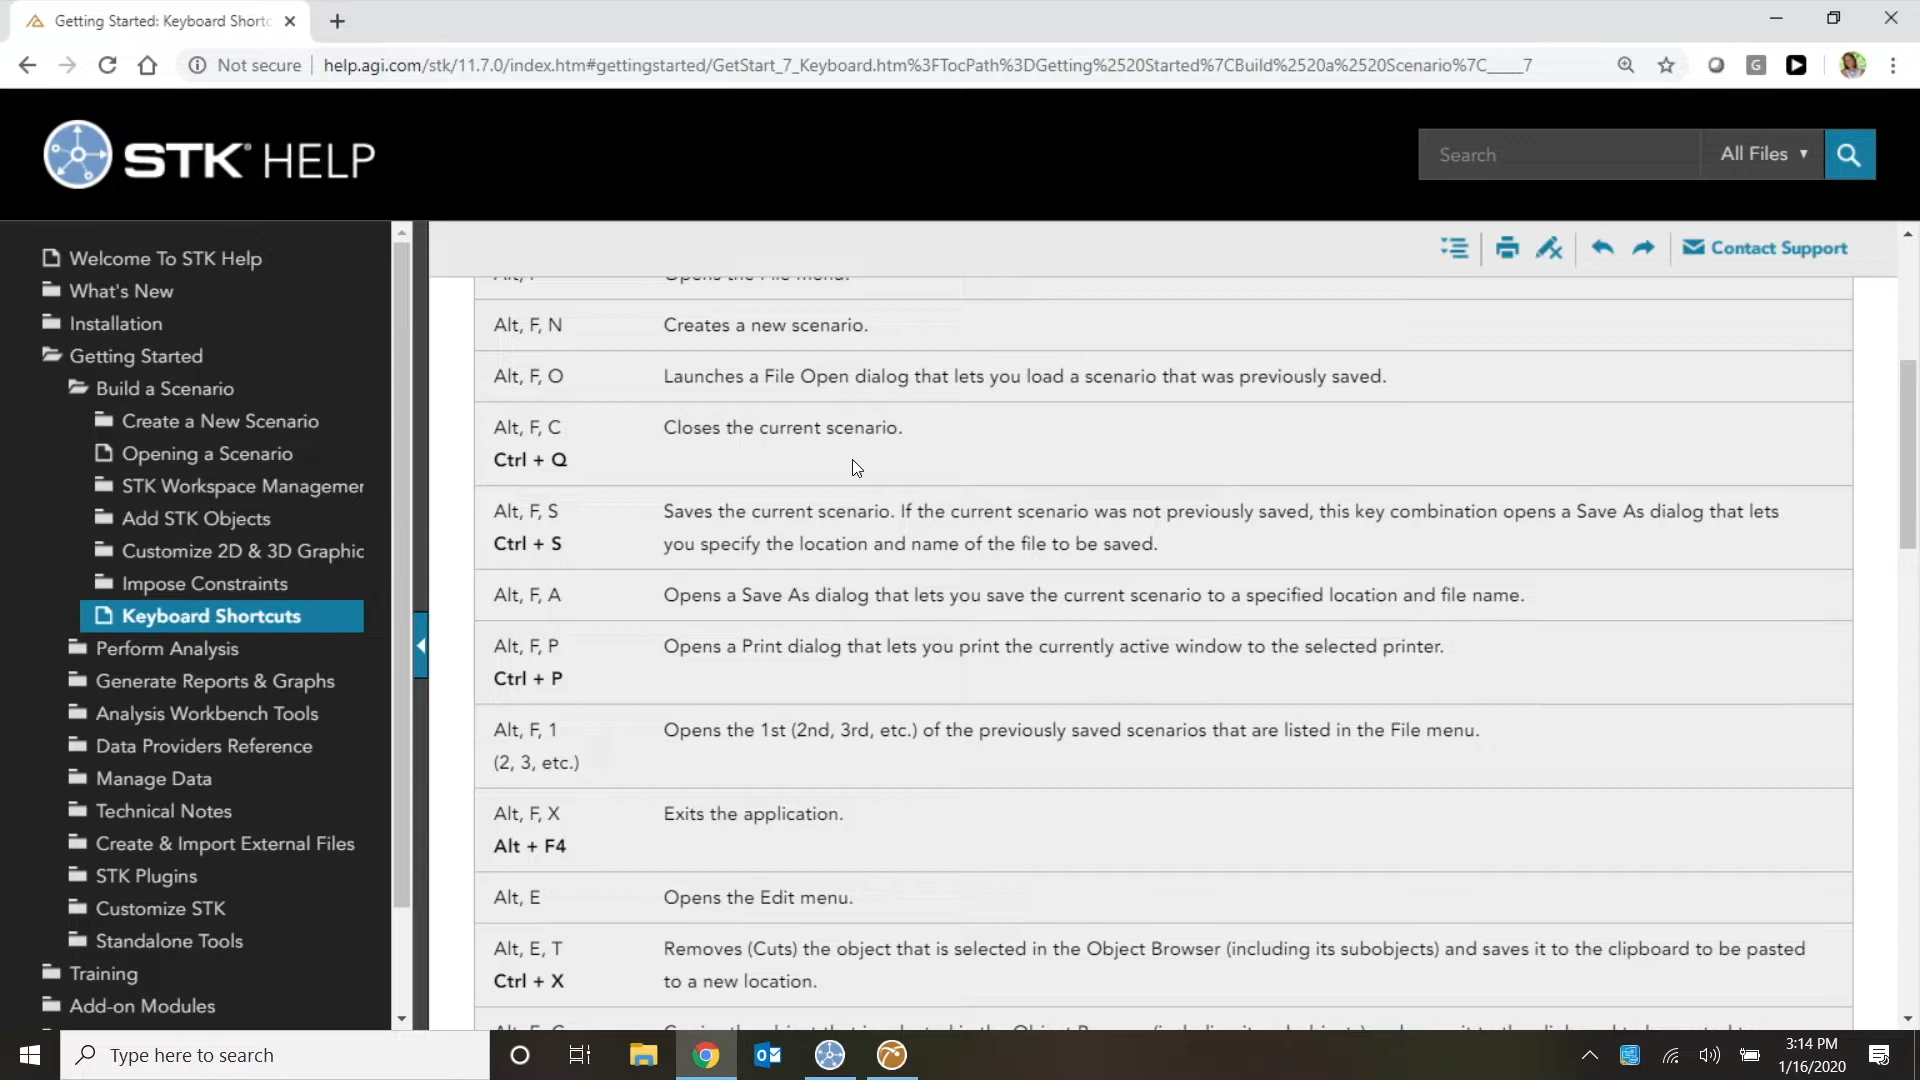 Getting Started: Keyboard Shortc
Not secure
help.agi.com/stk/11.7.0/index.htm#gettingstarted/GetStart_7_Keyboard.htm%3FTocPath%3DGetting%2520Started%7CBuild%2520a%2520Scenario%7C_____7
G
STK HELP
Search
All Files
Contact Support
Welcome To STK Help
What's New
Installation
Getting Started
Build a Scenario
Create a New Scenario
Opening a Scenario
STK Workspace Managemen
Add STK Objects
Customize 2D & 3D Graphic
Impose Constraints
Keyboard Shortcuts
Perform Analysis
Generate Reports & Graphs
Analysis Workbench Tools
Data Providers Reference
Manage Data
Technical Notes
Create & Import External Files
STK Plugins
Customize STK
Standalone Tools
Training
Add-on Modules
Alt, F Opens the File menu.
Alt, F, N Creates a new scenario.
Alt, F, O Launches a File Open dialog that lets you load a scenario that was previously saved.
Alt, F, C Closes the current scenario.
Ctrl + Q
Alt, F, S Saves the current scenario. If the current scenario was not previously saved, this key combination opens a Save As dialog that lets
Ctrl + S you specify the location and name of the file to be saved.
Alt, F, A Opens a Save As dialog that lets you save the current scenario to a specified location and file name.
Alt, F, P Opens a Print dialog that lets you print the currently active window to the selected printer.
Ctrl + P
Alt, F, 1 Opens the 1st (2nd, 3rd, etc.) of the previously saved scenarios that are listed in the File menu.
(2, 3, etc.)
Alt, F, X Exits the application.
Alt + F4
Alt, E Opens the Edit menu.
Alt, E, T Removes (Cuts) the object that is selected in the Object Browser (including its subobjects) and saves it to the clipboard to be pasted
Ctrl + X to a new location.
Type here to search
3:14 PM
1/16/2020